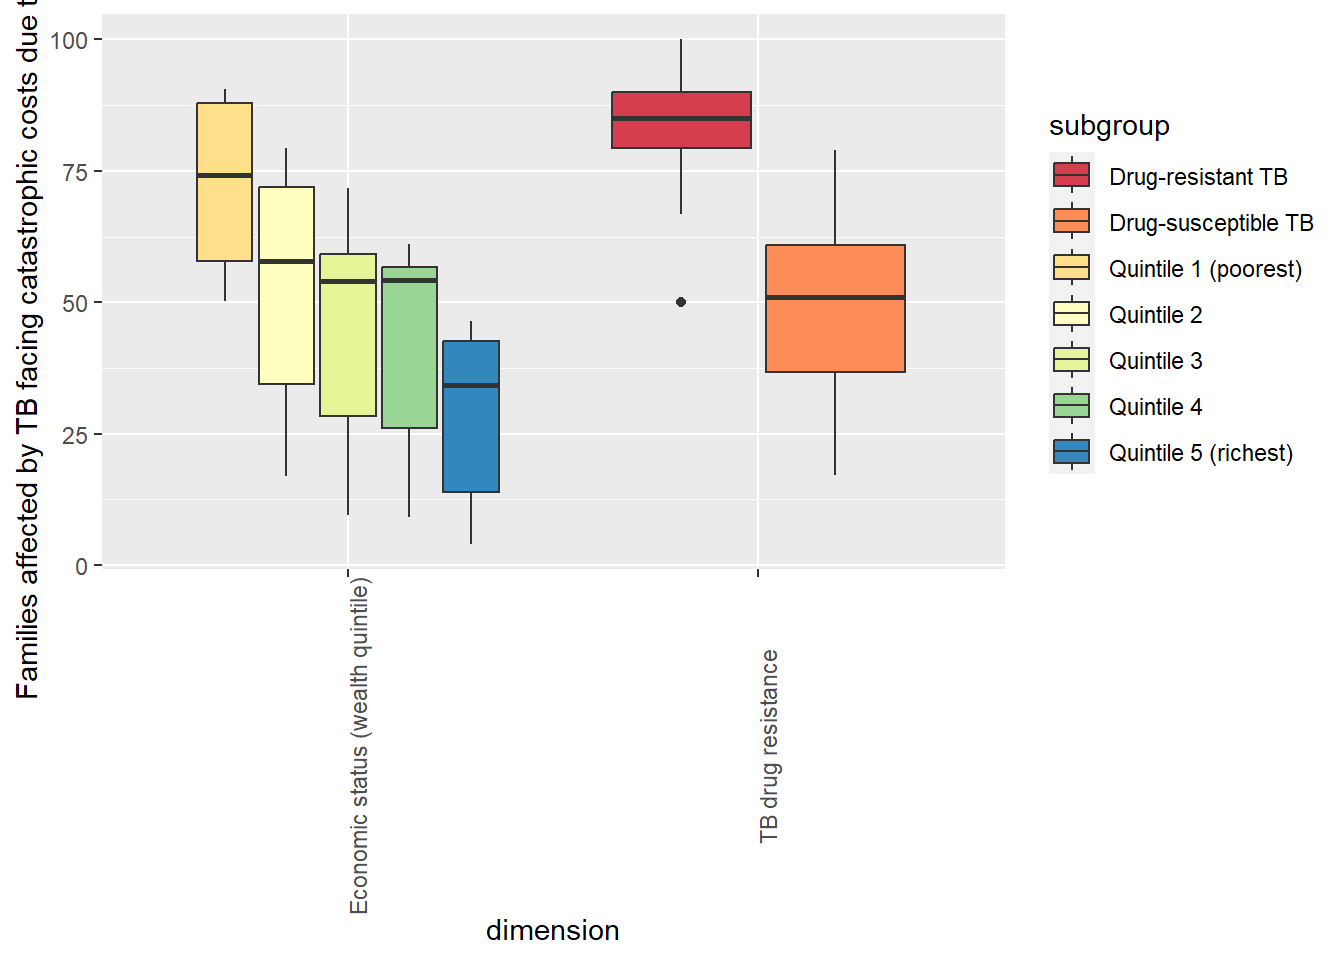 Families affected by TB facing catastrophic costs due
100
75
50
25
0
Economic status (wealth quintile)
TB drug resistance
dimension
subgroup
Drug-resistant TB
Drug-susceptible TB
Quintile 1 (poorest)
Quintile 2
Quintile 3
Quintile 4
Quintile 5 (richest)